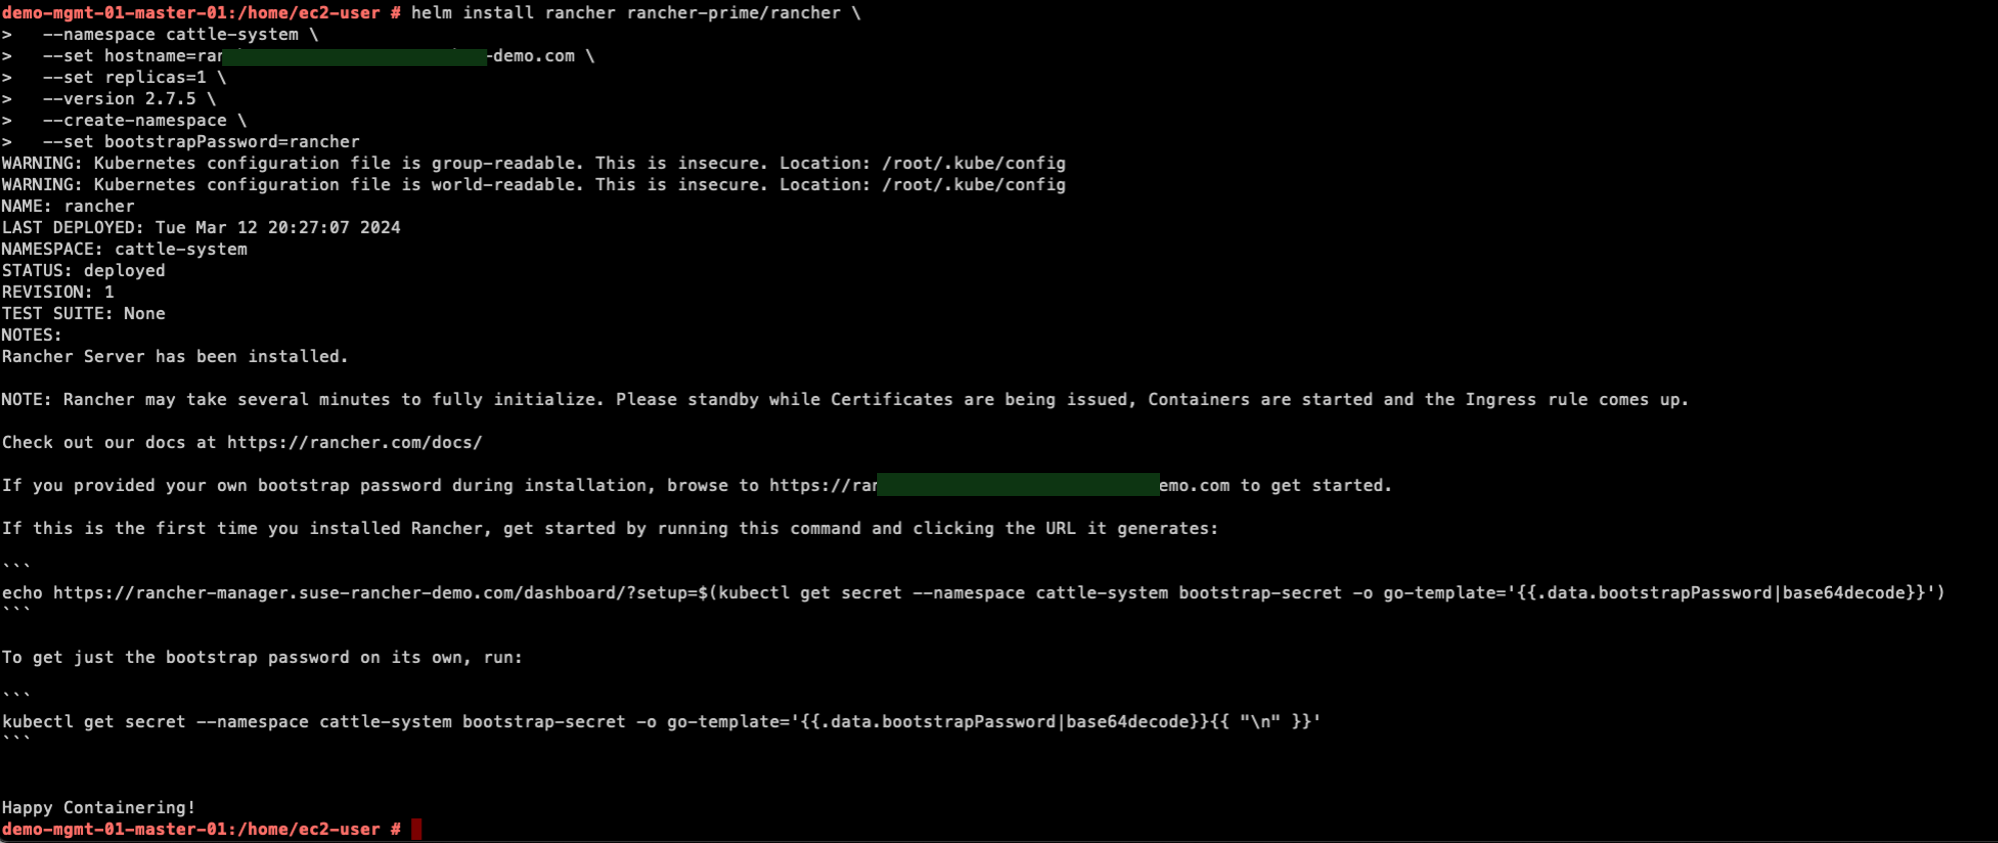 demo-mgmt-01-master-01:/home/ec2-user # helm install rancher rancher-prime/rancher \
>   --namespace cattle-system \
>   --set hostname=ran -demo.com \
>   --set replicas=1 \
>   --version 2.7.5 \
>   --create-namespace \
>   --set bootstrapPassword=rancher
WARNING: Kubernetes configuration file is group-readable. This is insecure. Location: /root/.kube/config
WARNING: Kubernetes configuration file is world-readable. This is insecure. Location: /root/.kube/config
NAME: rancher
LAST DEPLOYED: Tue Mar 12 20:27:07 2024
NAMESPACE: cattle-system
STATUS: deployed
REVISION: 1
TEST SUITE: None
NOTES:
Rancher Server has been installed.
NOTE: Rancher may take several minutes to fully initialize. Please standby while Certificates are being issued, Containers are started and the Ingress rule comes up.
Check out our docs at https://rancher.com/docs/
If you provided your own bootstrap password during installation, browse to https://ran emo.com to get started.
If this is the first time you installed Rancher, get started by running this command and clicking the URL it generates:
```
echo https://rancher-manager.suse-rancher-demo.com/dashboard/?setup=$(kubectl get secret --namespace cattle-system bootstrap-secret -o go-template='{{.data.bootstrapPassword|base64decode}}')
```
To get just the bootstrap password on its own, run:
```
kubectl get secret --namespace cattle-system bootstrap-secret -o go-template='{{.data.bootstrapPassword|base64decode}}{{ "\n" }}'
```
Happy Containering!
demo-mgmt-01-master-01:/home/ec2-user #